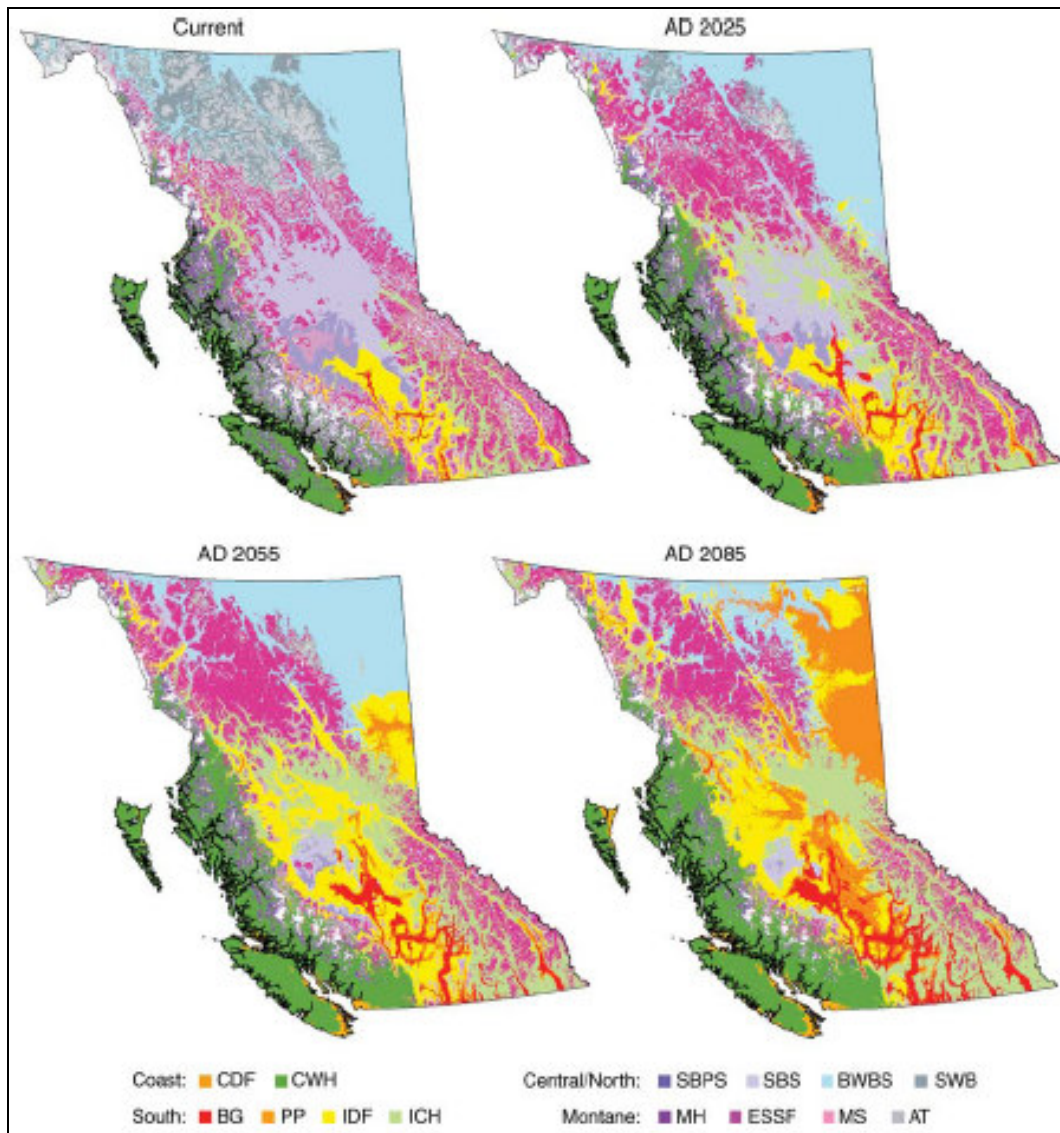 Current
AD 2025
AD 2055
AD 2085
Coast: CDF CWH
Central/North: SBPS SBS BWBS SWB
South: BG PP IDF ICH
Montane: MH ESSF MS AT